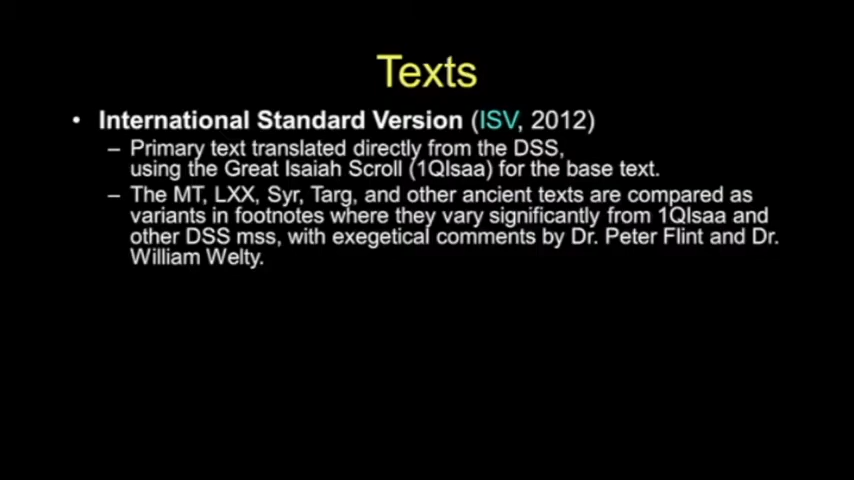 Texts
• International Standard Version (ISV, 2012)
– Primary text translated directly from the DSS,
using the Great Isaiah Scroll (1QIsaa) for the base text.
– The MT, LXX, Syr, Targ, and other ancient texts are compared as
variants in footnotes where they vary significantly from 1QIsaa and
other DSS mss, with exegetical comments by Dr. Peter Flint and Dr.
William Welty.